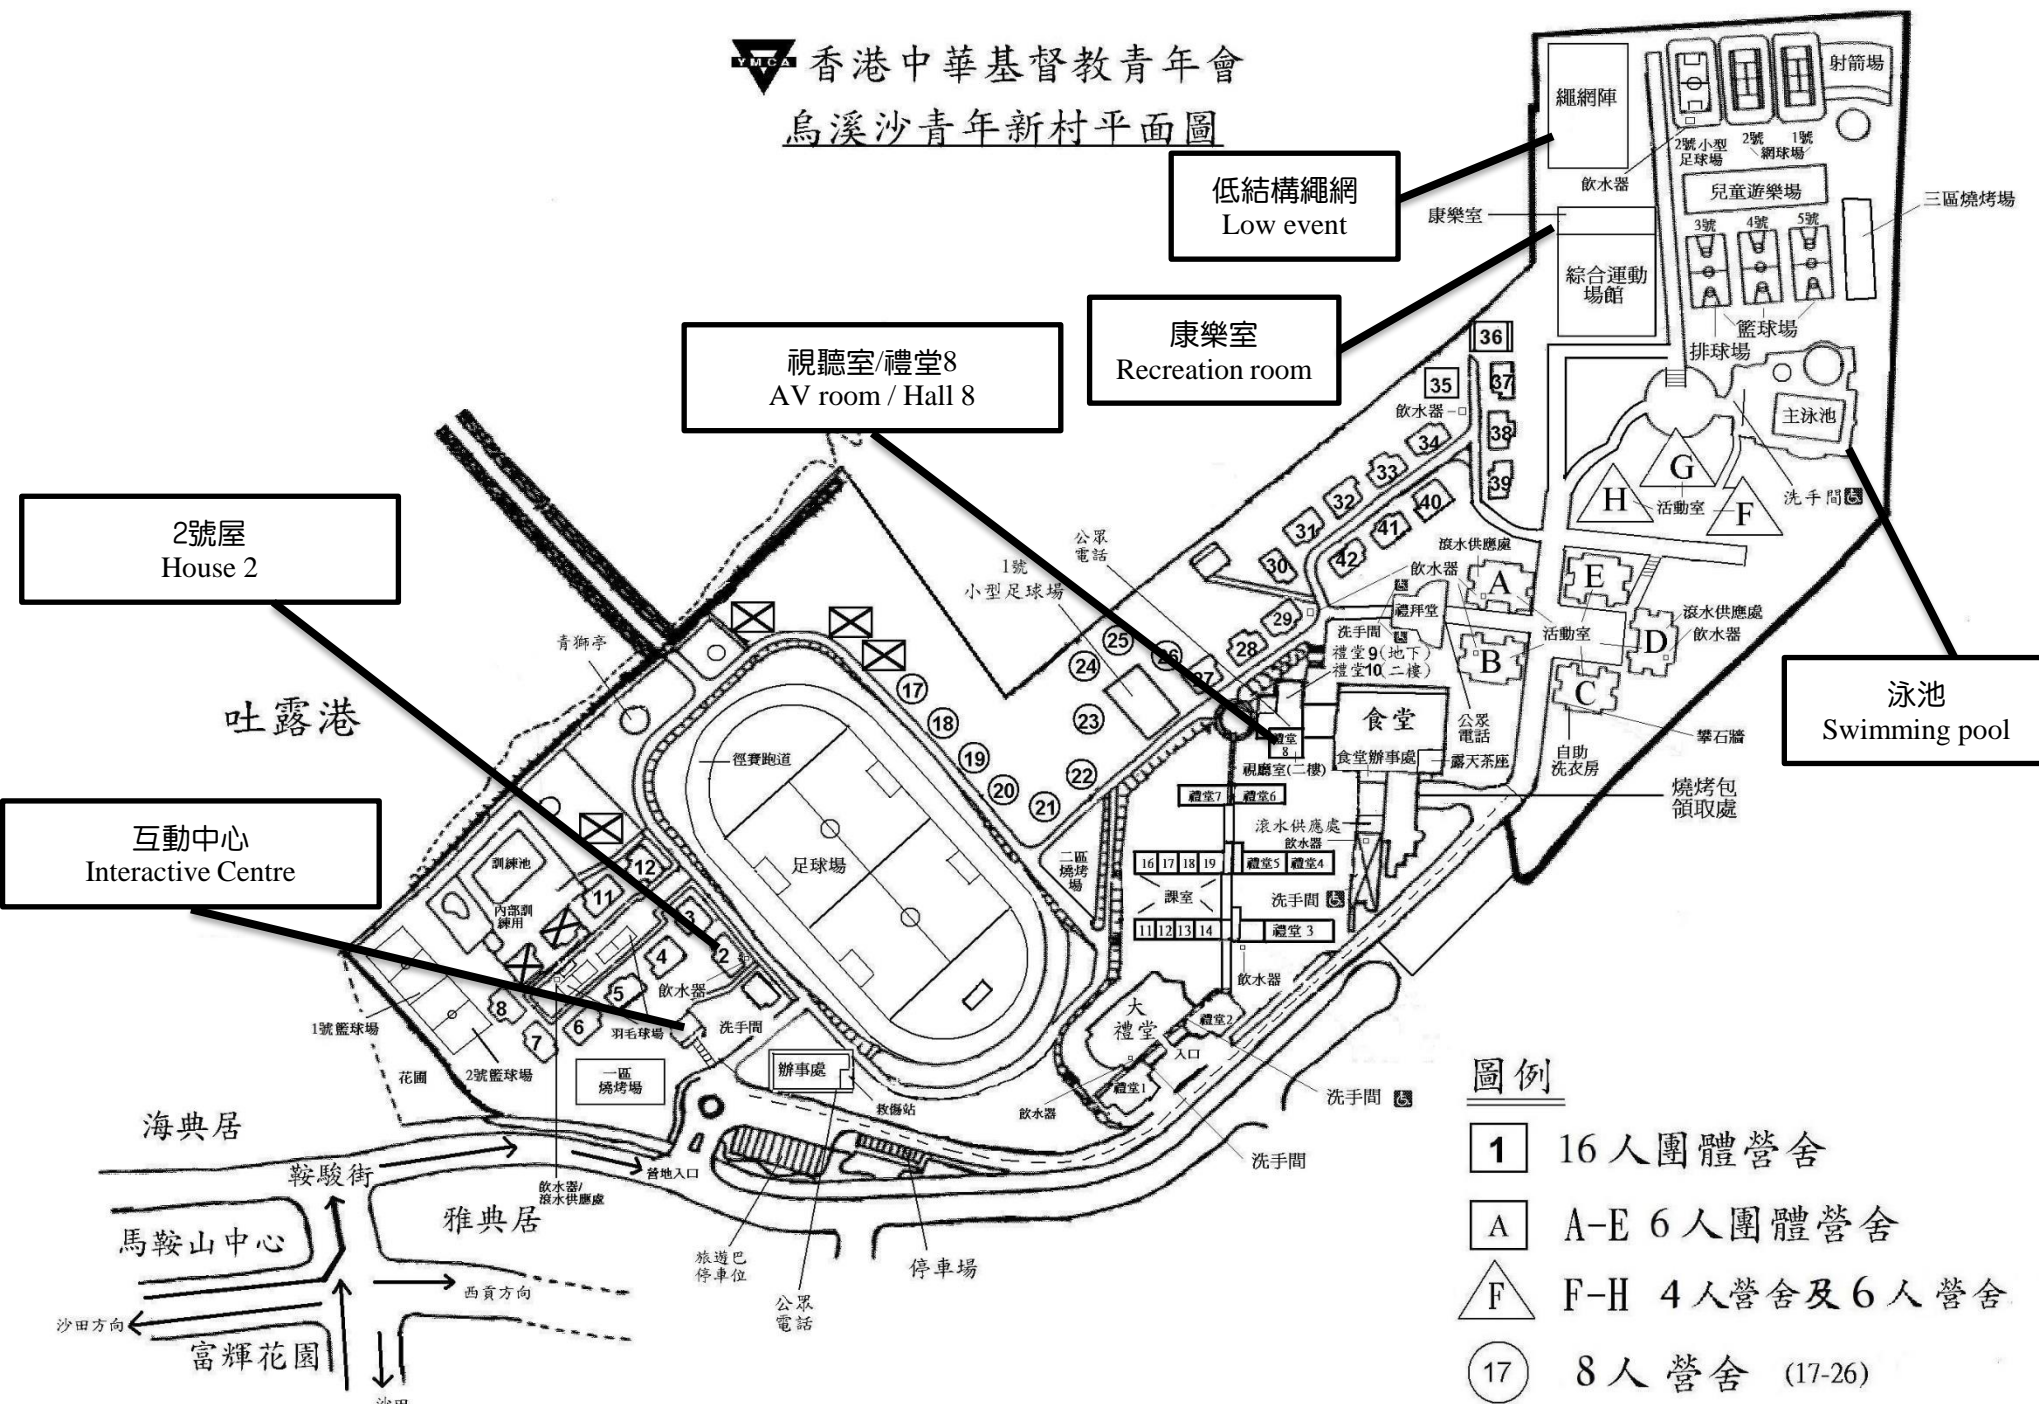 YMCA
香港中華基督教青年會
烏溪沙青年新村平面圖
低結構繩網
Low event
康樂室
Recreation room
視聽室/禮堂8
AV room / Hall 8
2號屋
House 2
互動中心
Interactive Centre
泳池
Swimming pool
繩網陣
射箭場
2號小型
足球場
2號
1號
網球場
飲水器
兒童遊樂場
三區燒烤場
康樂室
3號
4號
5號
綜合運動
場館
籃球場
排球場
主泳池
36
35
37
飲水器
38
34
39
33
32
40
31
41
30
42
G
H
F
活動室
洗手間
公眾
電話
1號
小型足球場
滾水供應處
飲水器
A
E
禮拜堂
滾水供應處
飲水器
活動室
D
B
C
29
28
27
洗手間
禮堂9(地下)
禮堂10(二樓)
25
24
26
23
22
21
20
19
18
17
青獅亭
吐露港
徑賽跑道
足球場
食堂
食堂辦事處
公眾
電話
露天茶座
自助
洗衣房
攀石牆
燒烤包
領取處
禮堂
8
視聽室(二樓)
禮堂7
禮堂6
滾水供應處
飲水器
二區
燒烤
場
16
17
18
19
禮堂5
禮堂4
課室
洗手間
11
12
13
14
禮堂 3
飲水器
大
禮堂
禮堂2
入口
禮堂1
飲水器
洗手間
洗手間
訓練池
內部訓
練用
12
11
3
2
4
5
6
7
8
飲水器
羽毛球場
洗手間
1號籃球場
2號籃球場
花圃
一區
燒烤場
辦事處
救傷站
海典居
鞍駿街
飲水器/
滾水供應處
營地入口
雅典居
馬鞍山中心
西貢方向
沙田方向
富輝花園
沙田
旅遊巴
停車位
公眾
電話
停車場
圖例
1 16人團體營舍
A A-E 6人團體營舍
F F-H 4人營舍及6人營舍
17 8人營舍 (17-26)